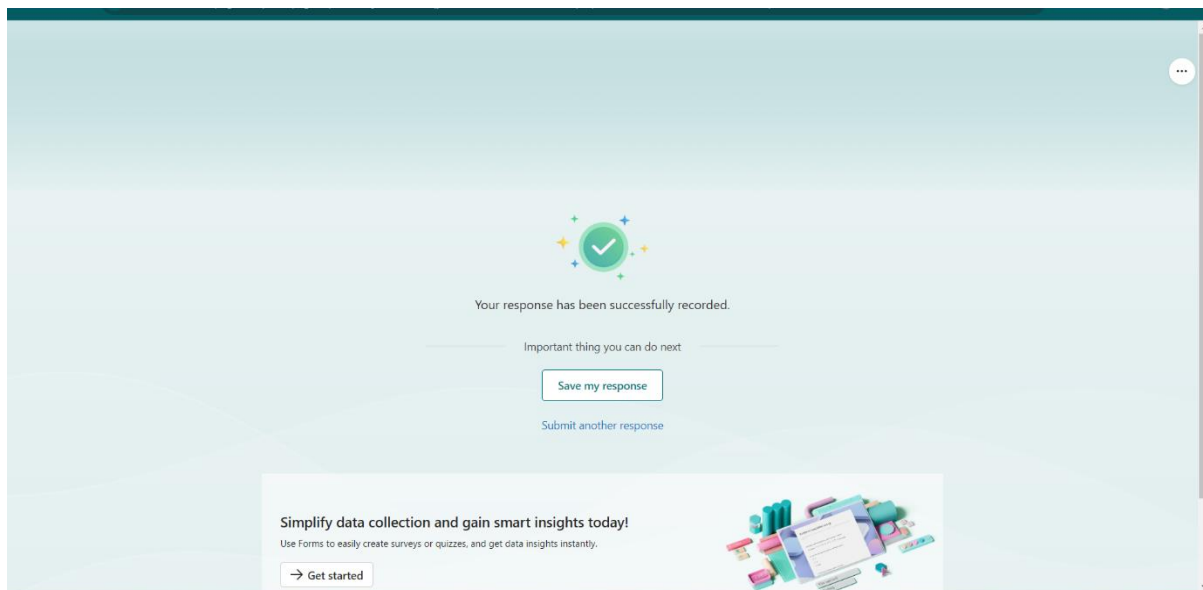 Your response has been successfully recorded.
Important thing you can do next
Save my response
Submit another response
Simplify data collection and gain smart insights today!
Use Forms to easily create surveys or quizzes, and get data insights instantly.
→ Get started